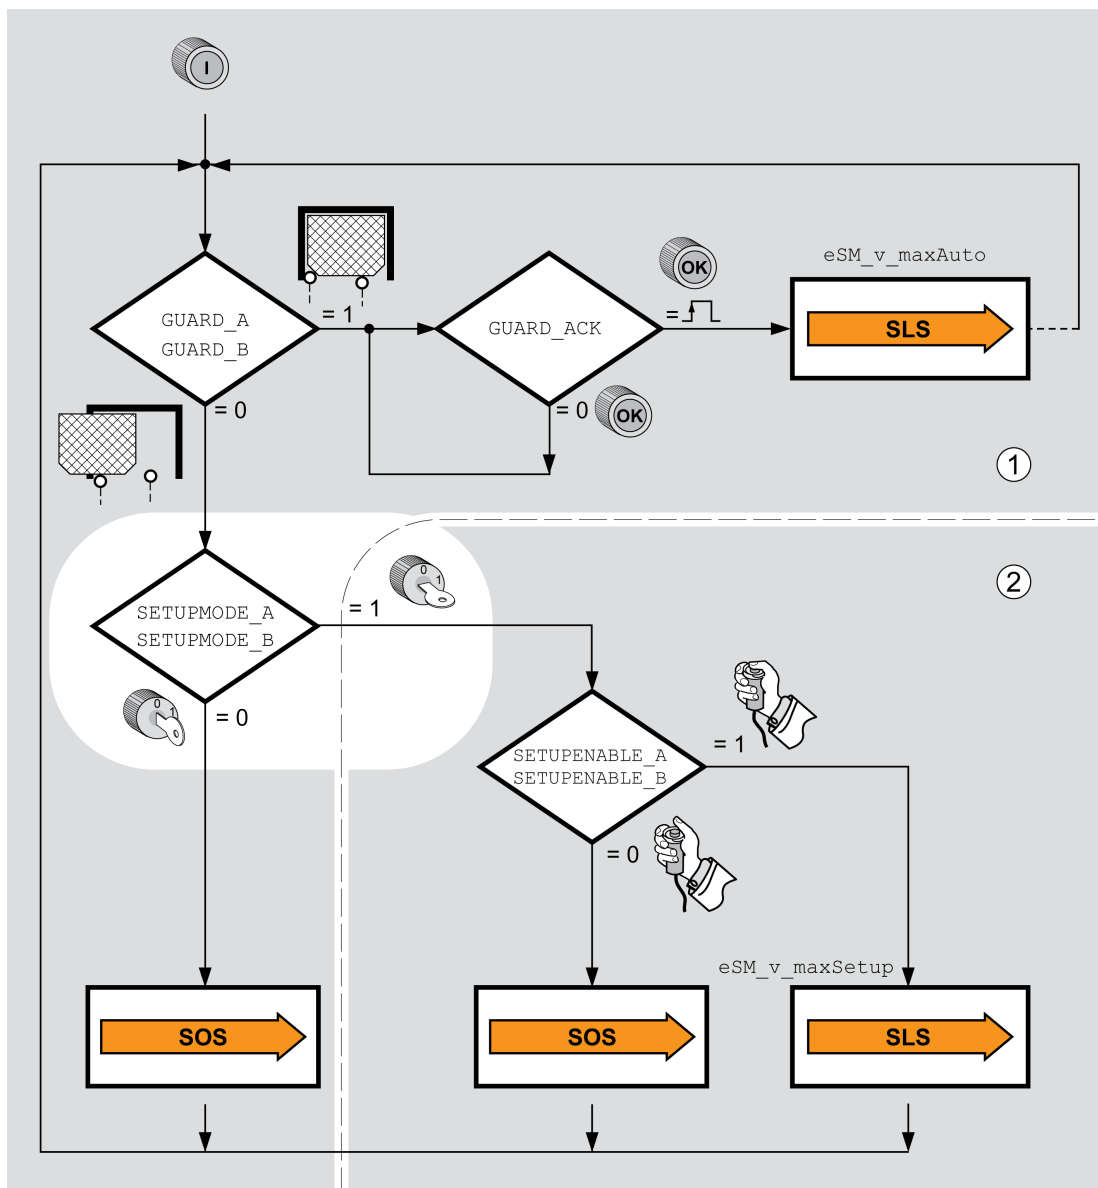 I
eSM_v_maxAuto
OK
GUARD_A
GUARD_B
= 1
GUARD_ACK
=
SLS
= 0
= 0
OK
1
0
1
2
= 1
SETUPMODE_A
SETUPMODE_B
0
1
= 0
= 1
SETUPENABLE_A
SETUPENABLE_B
= 0
eSM_v_maxSetup
SOS
SOS
SLS